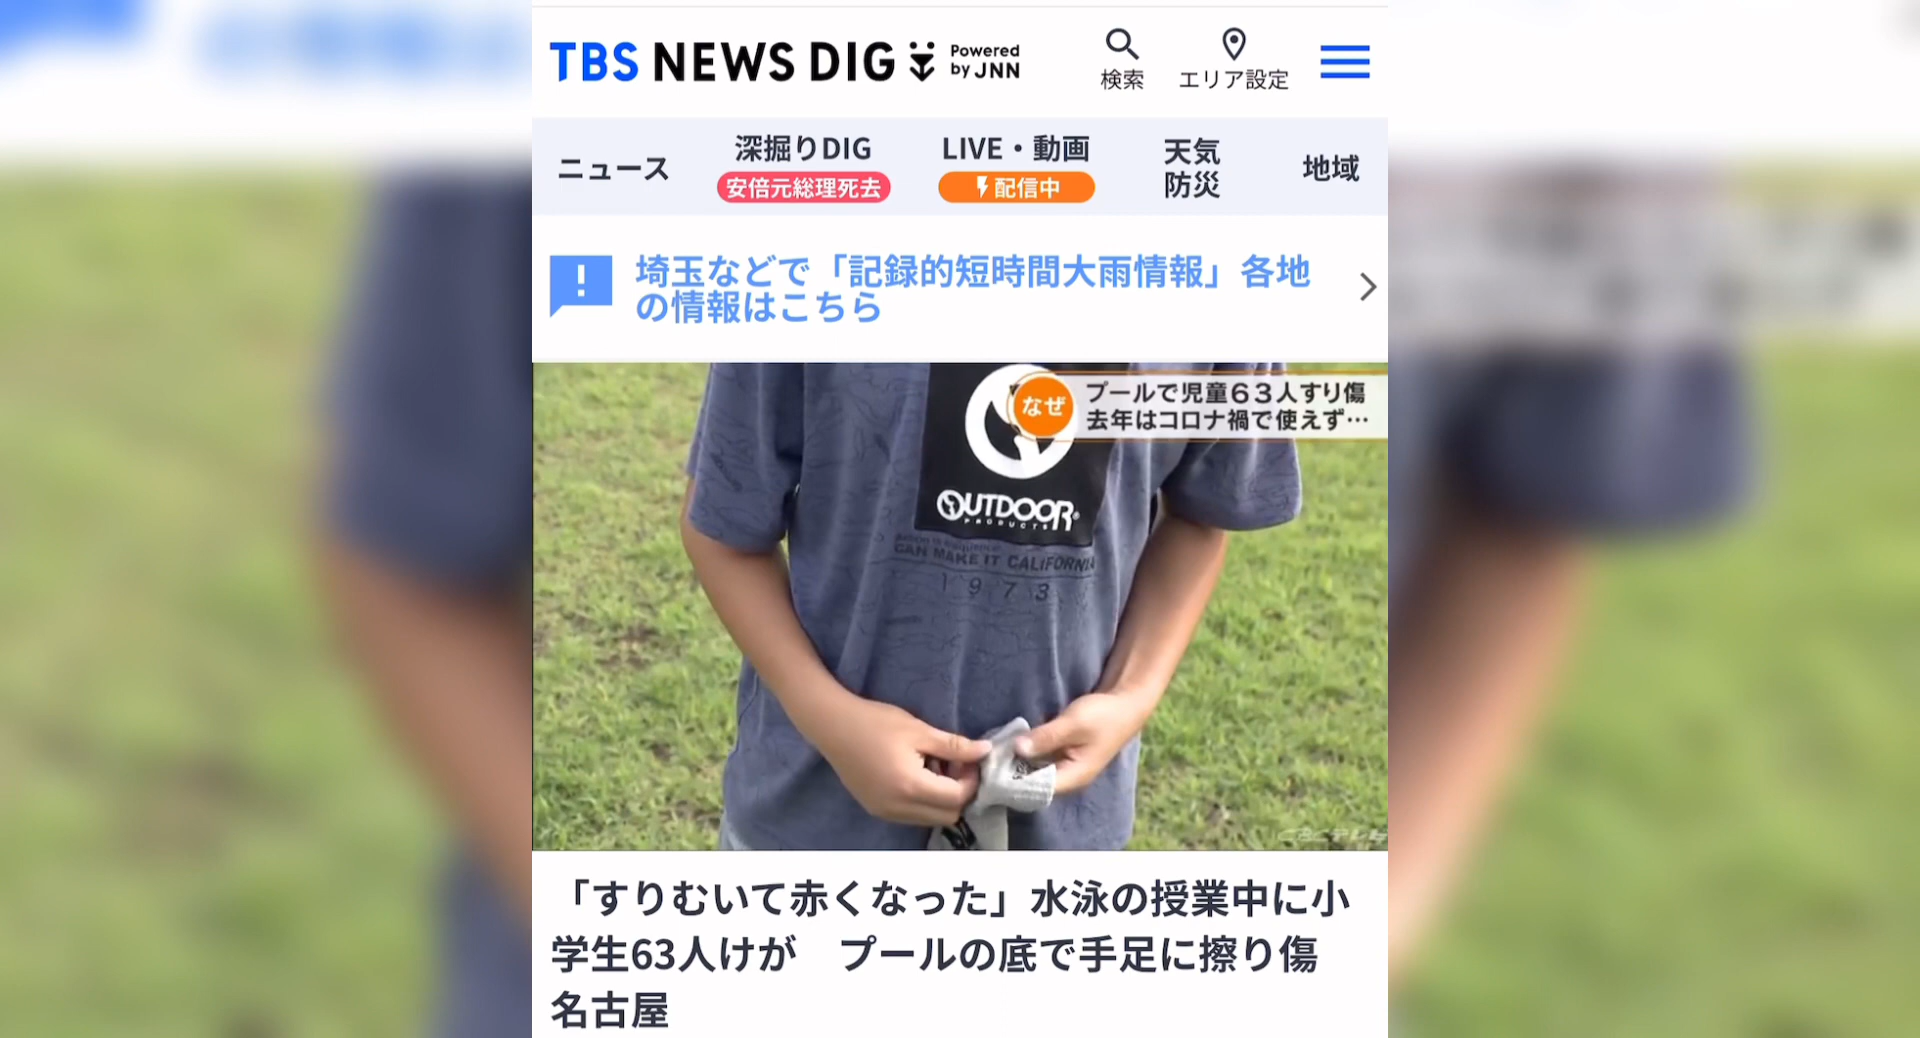 TBS NEWS DIG Powered by JNN
検索
エリア設定
ニュース
深掘りDIG
安倍元総理死去
LIVE・動画
配信中
天気
防災
地域
埼玉などで「記録的短時間大雨情報」各地
の情報はこちら
なぜ
プールで児童63人すり傷
去年はコロナ禍で使えず…
OUTDOOR
PRODUCTS
CAN MAKE IT CALIFORNIA
1973
CBCテレビ
「すりむいて赤くなった」水泳の授業中に小
学生63人けが　プールの底で手足に擦り傷
名古屋